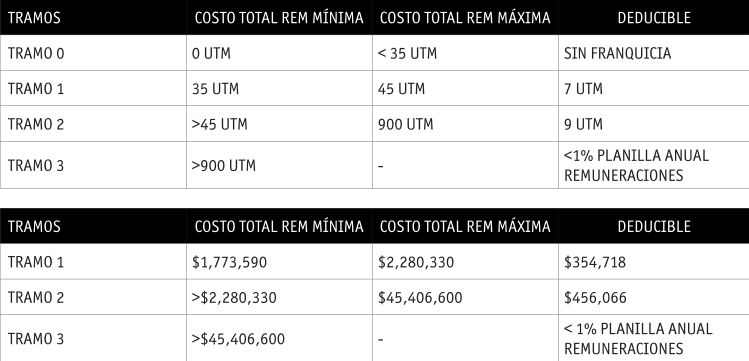 TRAMOS COSTO TOTAL REM MÍNIMA COSTO TOTAL REM MÁXIMA DEDUCIBLE
TRAMO 0 0 UTM < 35 UTM SIN FRANQUICIA
TRAMO 1 35 UTM 45 UTM 7 UTM
TRAMO 2 >45 UTM 900 UTM 9 UTM
TRAMO 3 >900 UTM - <1% PLANILLA ANUAL
REMUNERACIONES
TRAMOS COSTO TOTAL REM MÍNIMA COSTO TOTAL REM MÁXIMA DEDUCIBLE
TRAMO 1 $1,773,590 $2,280,330 $354,718
TRAMO 2 >$2,280,330 $45,406,600 $456,066
TRAMO 3 >$45,406,600 - < 1% PLANILLA ANUAL
REMUNERACIONES